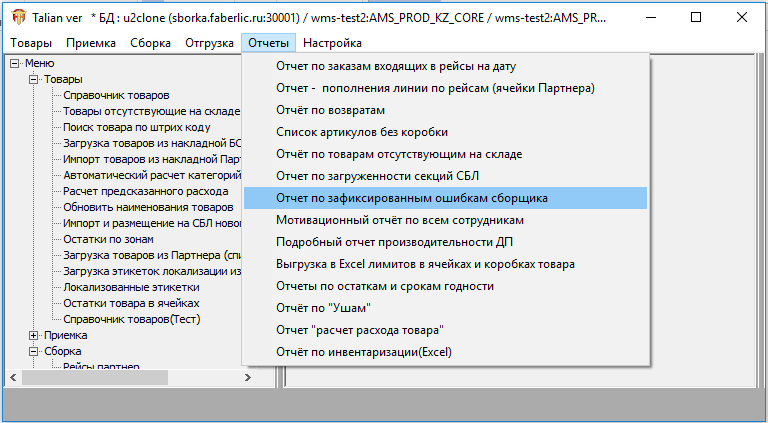 Talian ver * БД : u2clone (sborka.faberlic.ru:30001) / wms-test2:AMS_PROD_KZ_CORE / wms-test2:AMS_PR...
Товары Приемка Сборка Отгрузка Отчеты Настройка
Меню
Товары
Справочник товаров
Товары отсутствующие на складе
Поиск товара по штрих коду
Загрузка товаров из накладной БС
Импорт товаров из накладной Парт
Автоматический расчет категорий
Расчет предсказанного расхода
Обновить наименования товаров
Импорт и размещение на СБЛ новог
Остатки по зонам
Загрузка товаров из Партнера (спи
Загрузка этикеток локализации из
Локализованные этикетки
Остатки товара в ячейках
Справочник товаров(Тест)
Приемка
Сборка
Рейсы партнер
Отчет по заказам входящих в рейсы на дату
Отчет - пополнения линии по рейсам (ячейки Партнера)
Отчёт по возвратам
Список артикулов без коробки
Отчёт по товарам отсутствующим на складе
Отчет по загруженности секций СБЛ
Отчет по зафиксированным ошибкам сборщика
Мотивационный отчёт по всем сотрудникам
Подробный отчет производительности ДП
Выгрузка в Excel лимитов в ячейках и коробках товара
Отчеты по остаткам и срокам годности
Отчёт по "Ушам"
Отчет "расчет расхода товара"
Отчёт по инвентаризации(Excel)